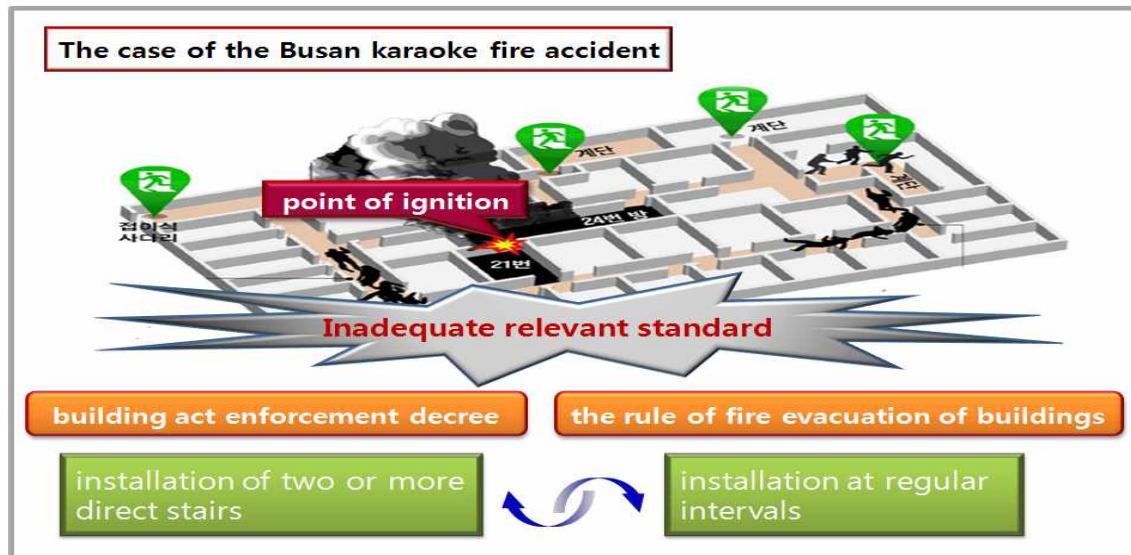 The case of the Busan karaoke fire accident
계단
계단
계단
접이식
사다리
point of ignition
24번 방
21번
Inadequate relevant standard
building act enforcement decree
the rule of fire evacuation of buildings
installation of two or more
direct stairs
installation at regular
intervals